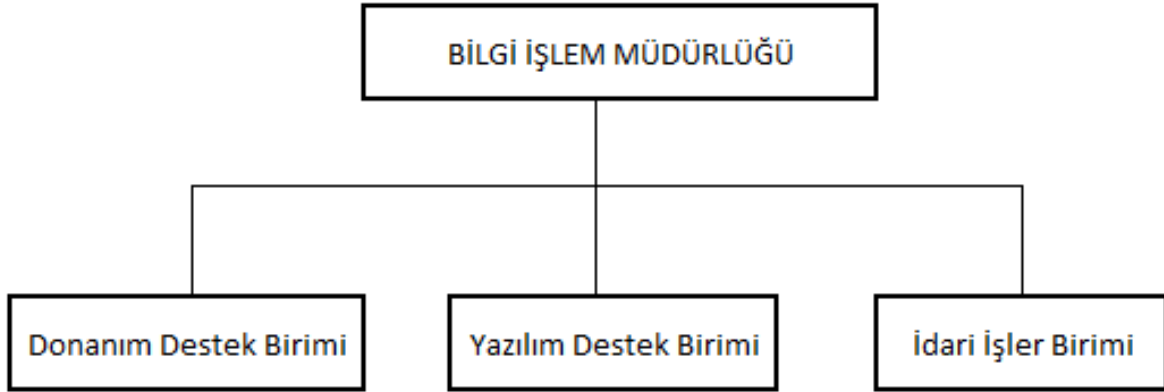 BİLGİ İŞLEM MÜDÜRLÜĞÜ
Donanım Destek Birimi
Yazılım Destek Birimi
İdari İşler Birimi